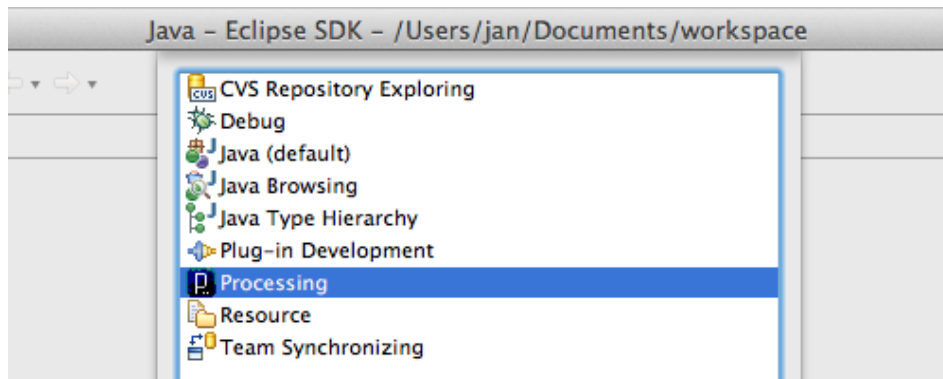 Java – Eclipse SDK – /Users/jan/Documents/workspace
CVS CVS Repository Exploring
Debug
Java (default)
Java Browsing
Java Type Hierarchy
Plug-in Development
P Processing
Resource
Team Synchronizing